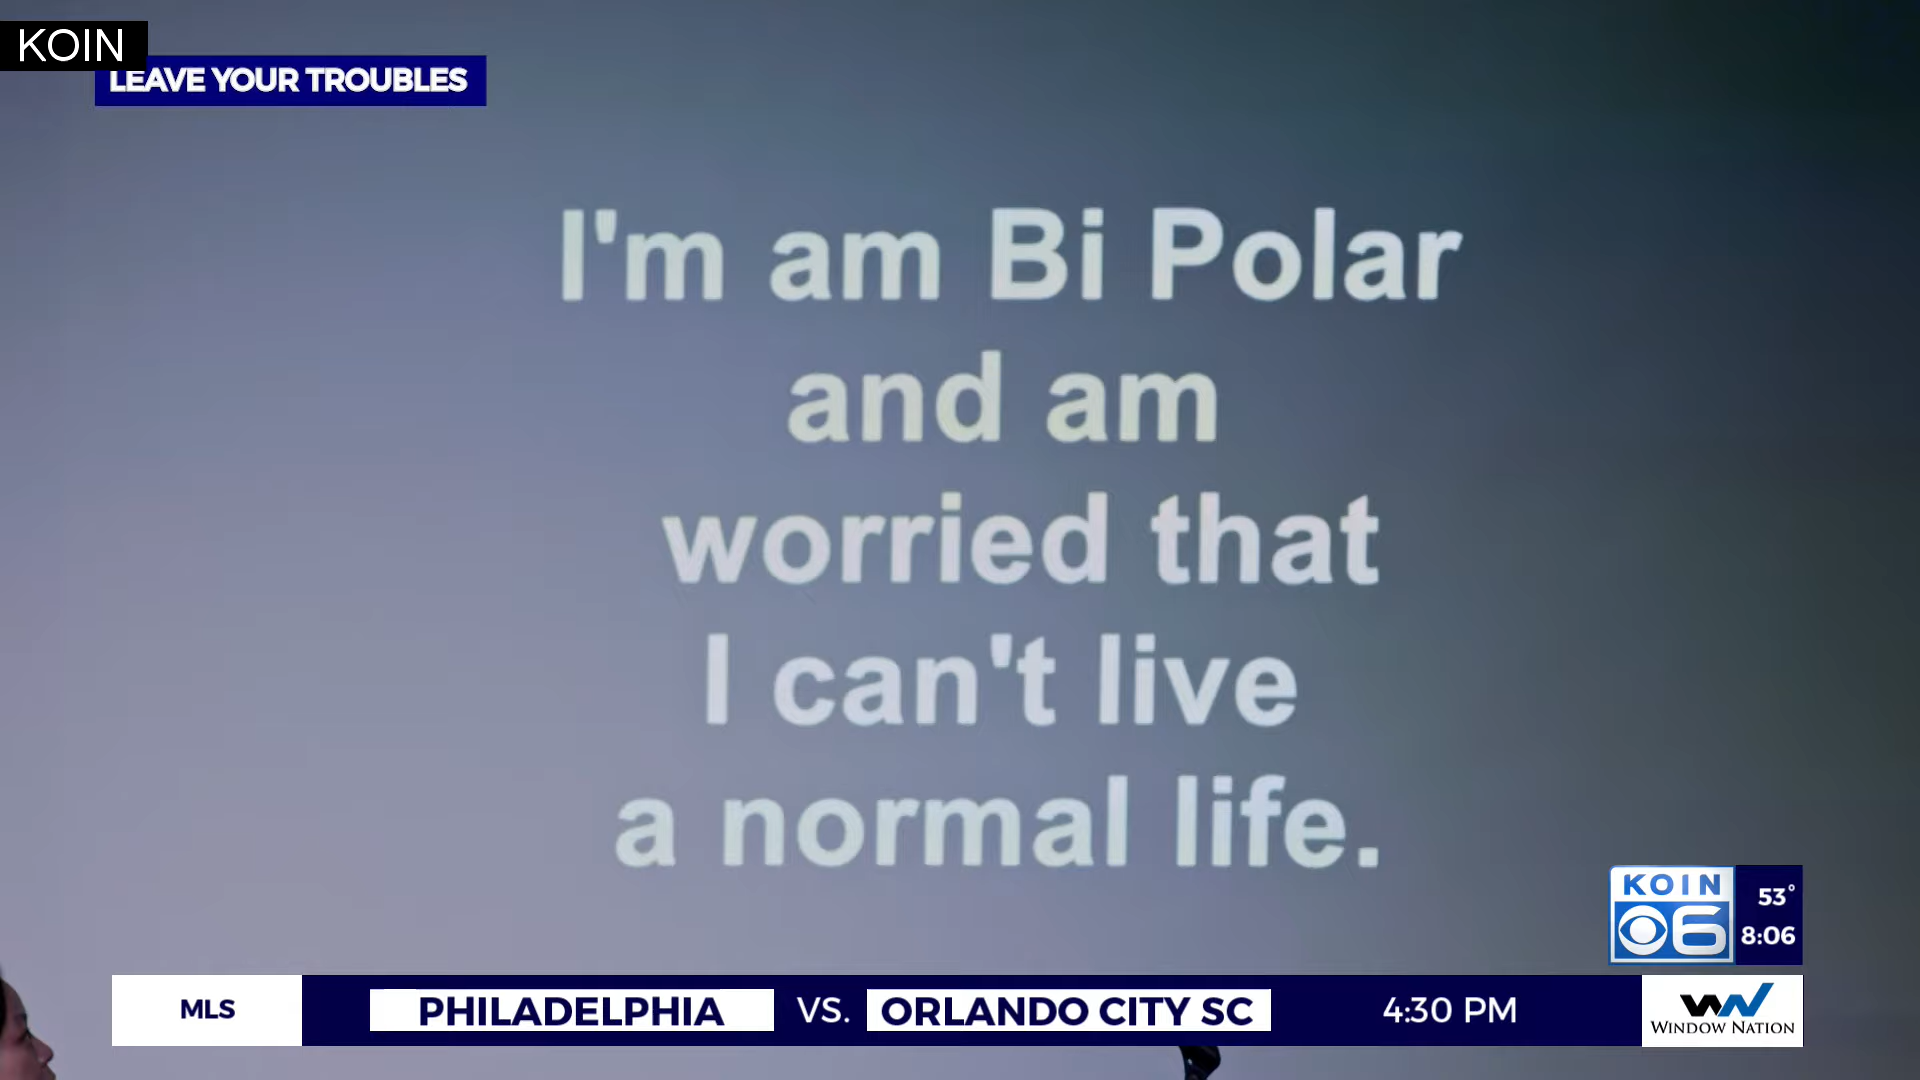 KOIN
LEAVE YOUR TROUBLES
I'm am Bi Polar
and am
worried that
I can't live
a normal life.
KOIN
6
53°
8:06
MLS
PHILADELPHIA VS. ORLANDO CITY SC
4:30 PM
WINDOW NATION